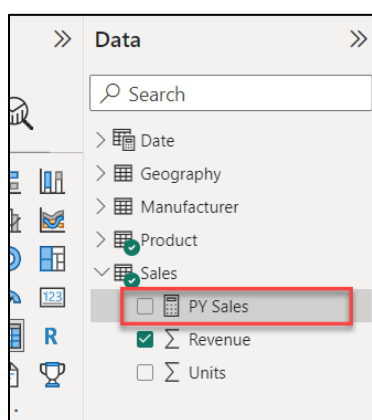 Data
Search
Date
Geography
Manufacturer
Product
Sales
123
PY Sales
R
Revenue
Units